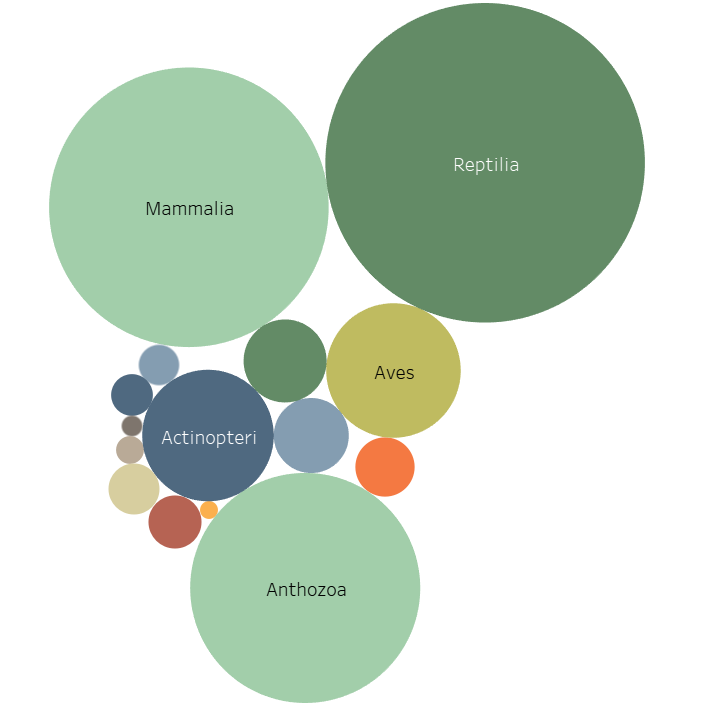 Reptilia
Mammalia
Aves
Actinopteri
Anthozoa